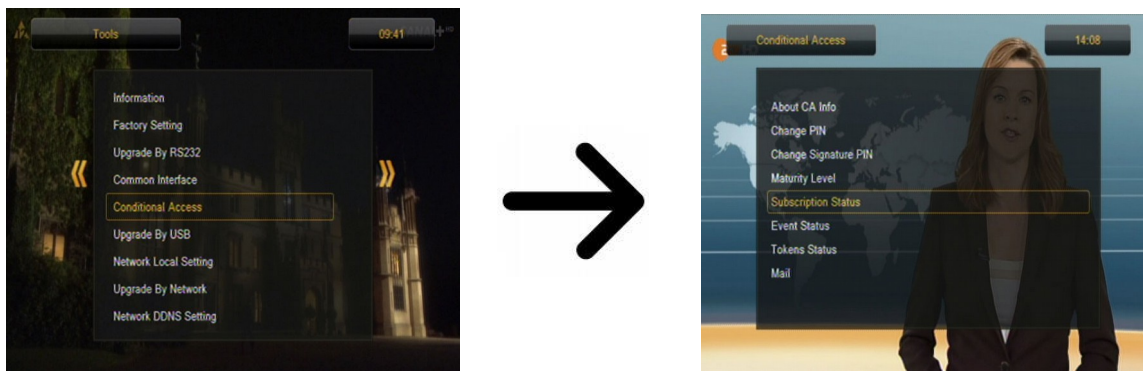 Tools
09:41
CANAL+ HD
Information
Factory Setting
Upgrade By RS232
Common Interface
Conditional Access
Upgrade By USB
Network Local Setting
Upgrade By Network
Network DDNS Setting
Conditional Access
14:08
About CA Info
Change PIN
Change Signature PIN
Maturity Level
Subscription Status
Event Status
Tokens Status
Mail